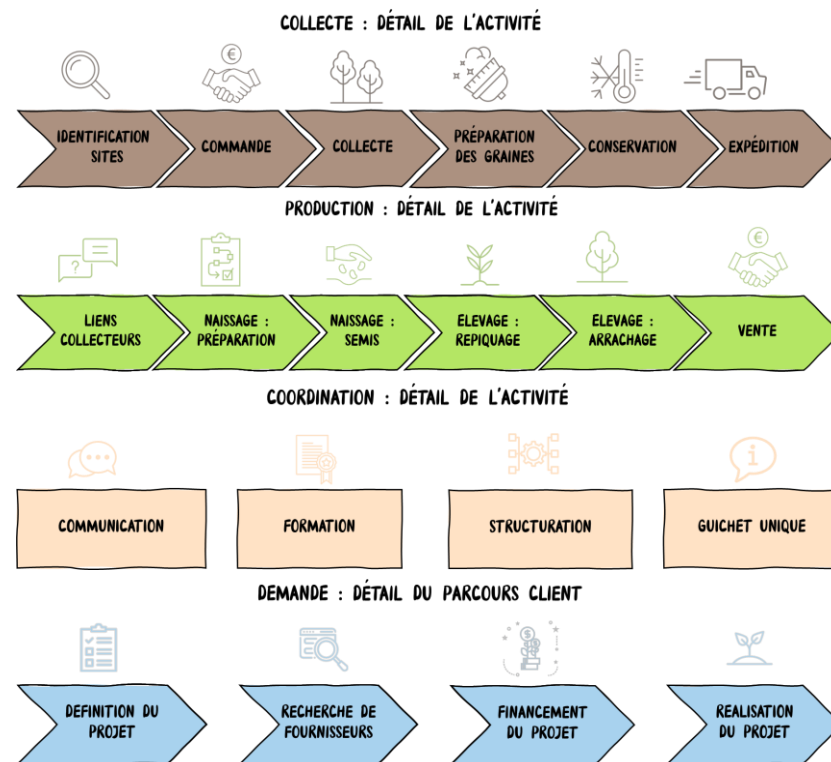 COLLECTE : DÉTAIL DE L'ACTIVITÉ
IDENTIFICATION
SITES
COMMANDE
COLLECTE
PRÉPARATION
DES GRAINES
CONSERVATION
EXPÉDITION
PRODUCTION : DÉTAIL DE L'ACTIVITÉ
LIENS
COLLECTEURS
NAISSAGE :
PRÉPARATION
NAISSAGE :
SEMIS
ELEVAGE :
REPIQUAGE
ELEVAGE :
ARRACHAGE
VENTE
COORDINATION : DÉTAIL DE L'ACTIVITÉ
COMMUNICATION
FORMATION
STRUCTURATION
GUICHET UNIQUE
DEMANDE : DÉTAIL DU PARCOURS CLIENT
DEFINITION DU
PROJET
RECHERCHE DE
FOURNISSEURS
FINANCEMENT
DU PROJET
REALISATION
DU PROJET